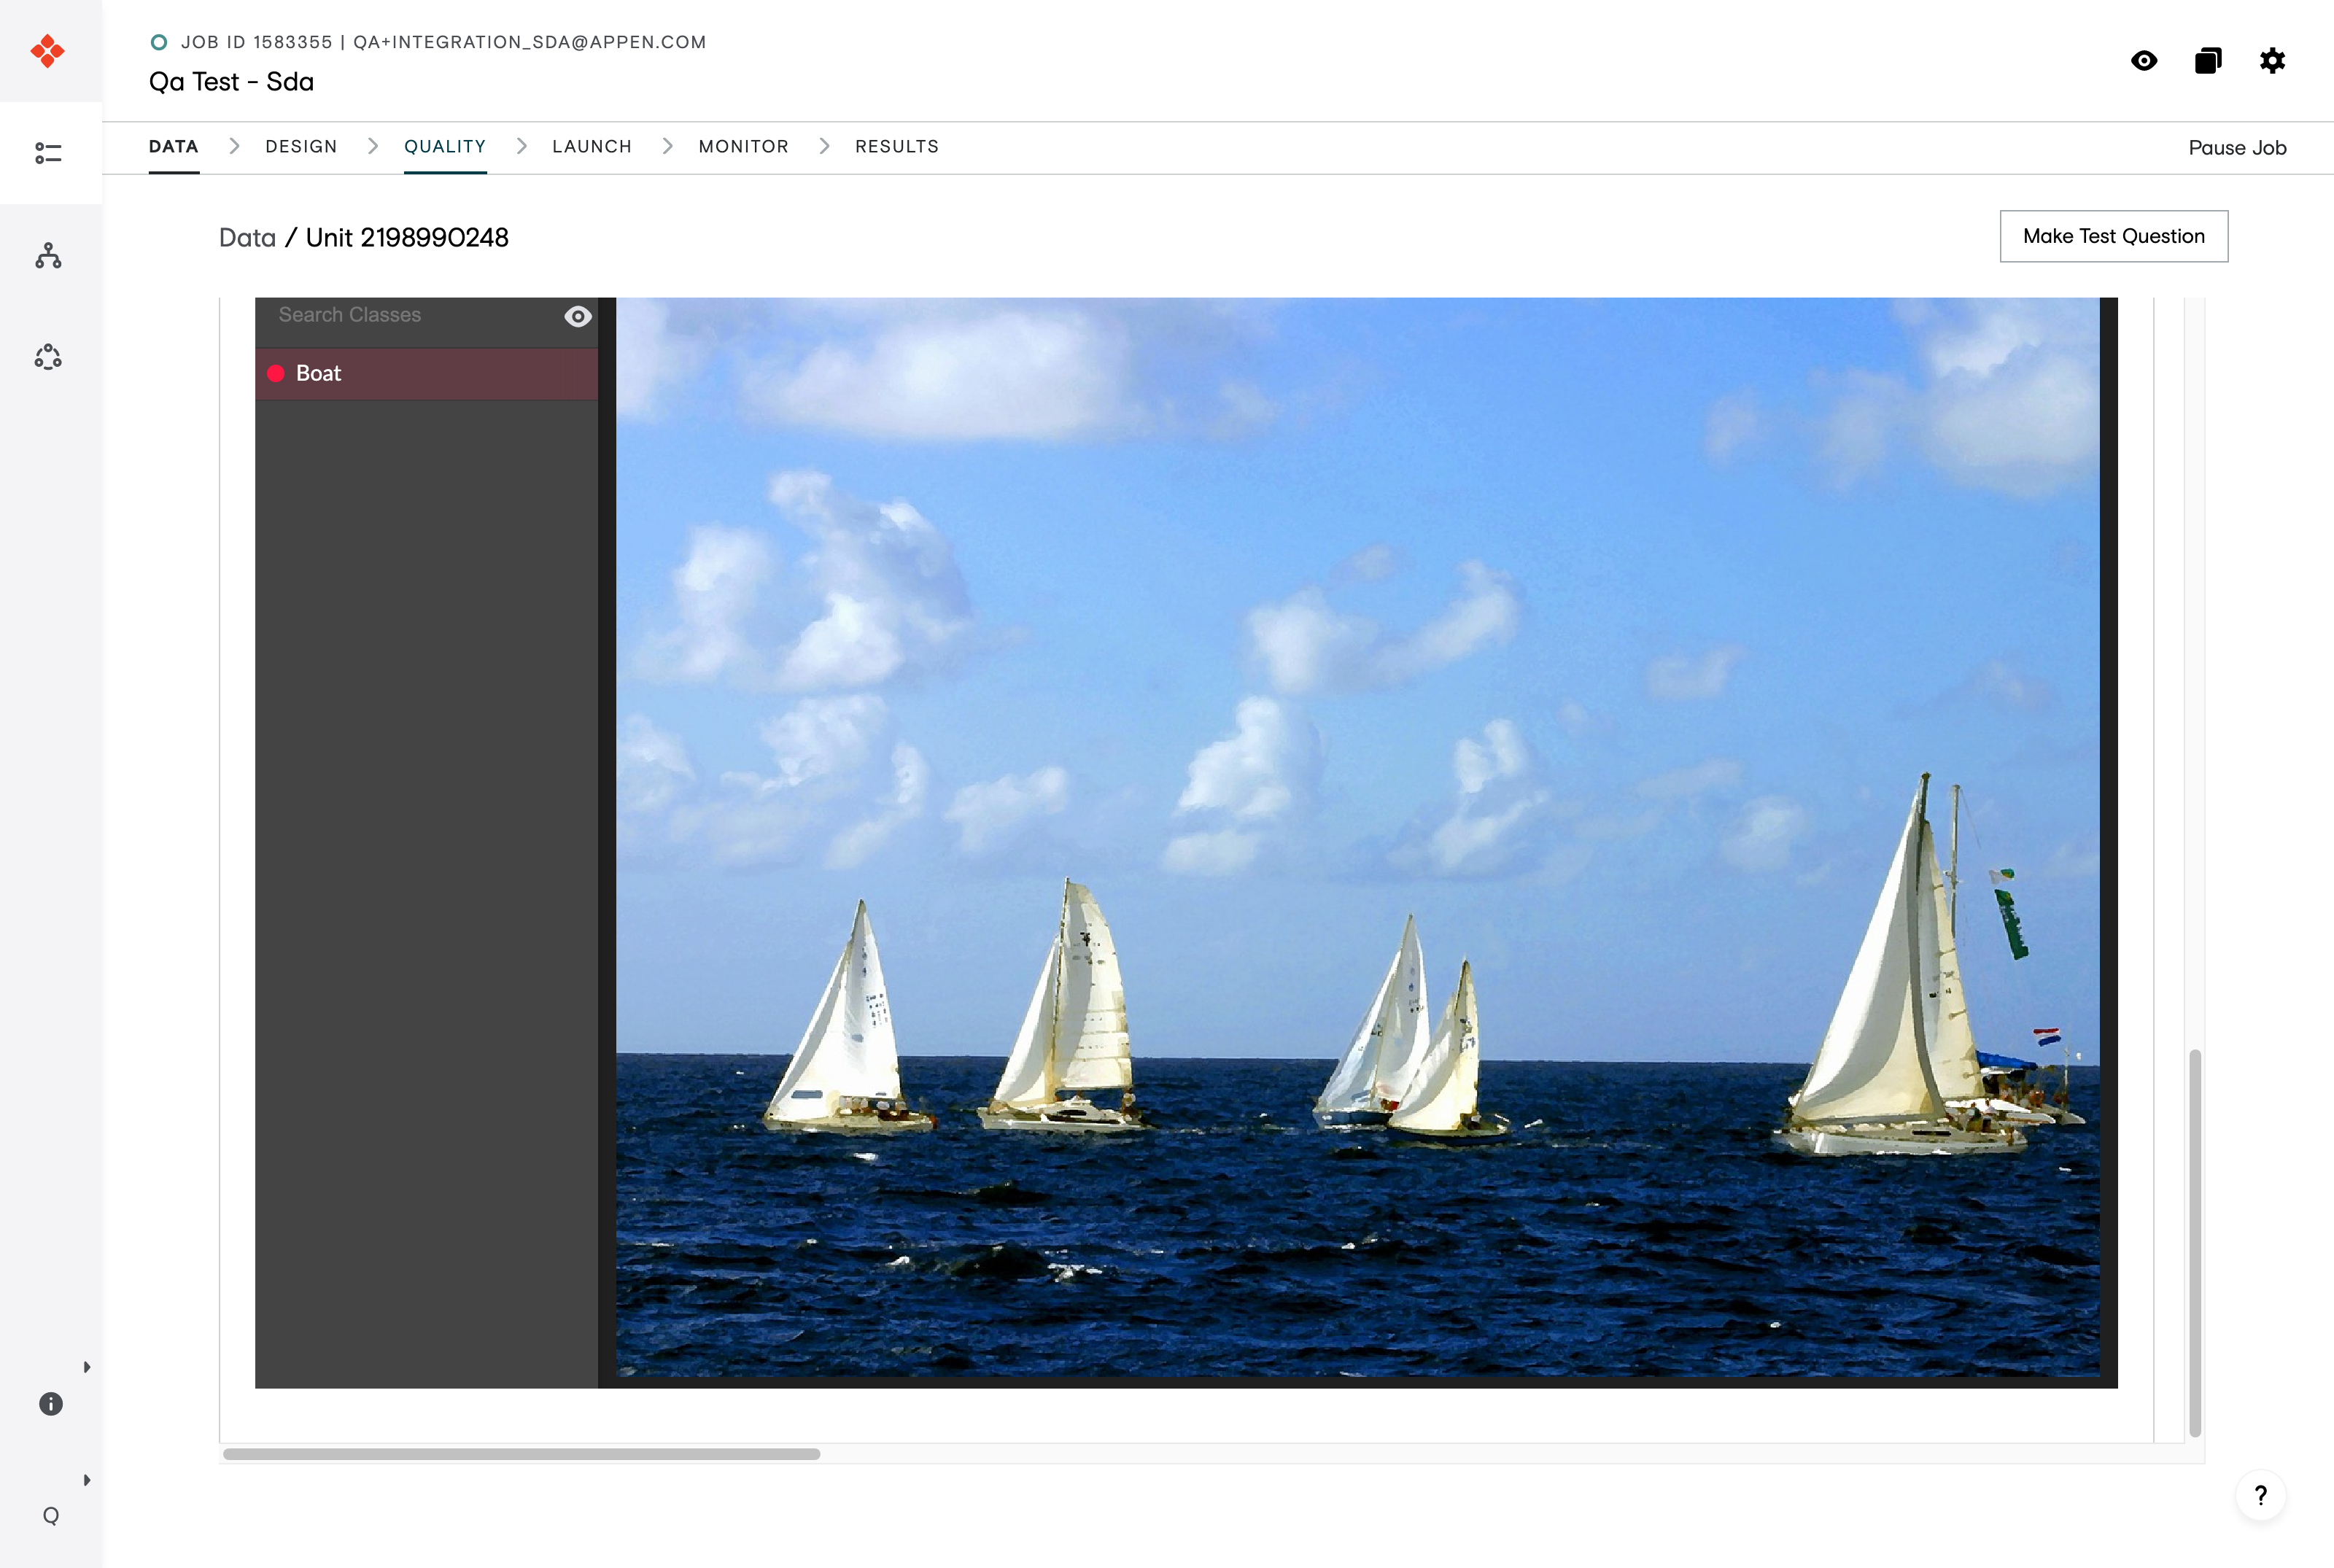 JOB ID 1583355 | QA+INTEGRATION_SDA@APPEN.COM
Qa Test - Sda
DATA DESIGN QUALITY LAUNCH MONITOR RESULTS Pause Job
Data / Unit 2198990248
Make Test Question
Search Classes
Boat
Q
?